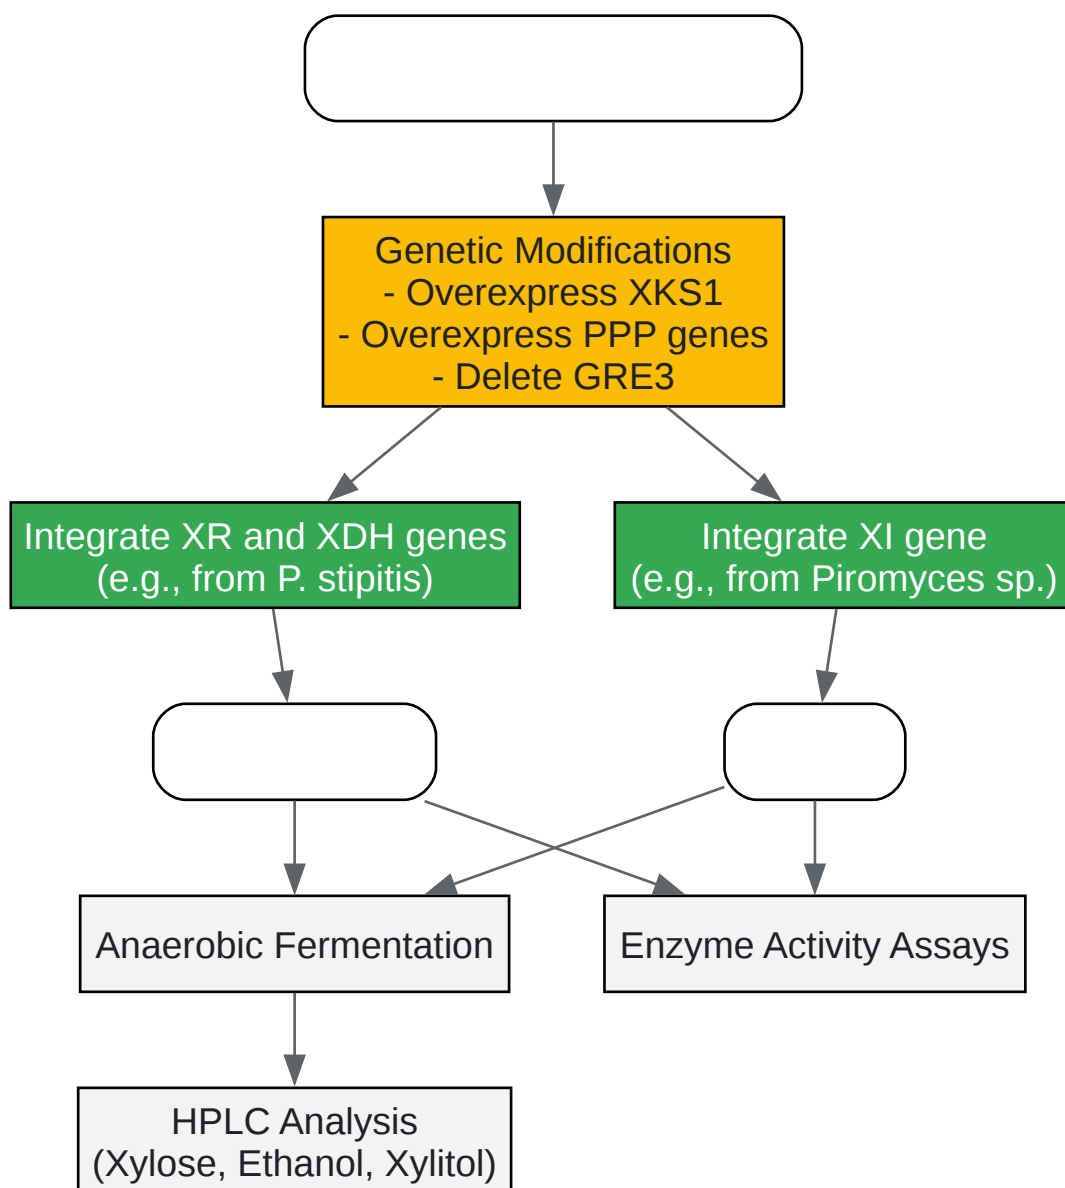 Genetic Modifications
- Overexpress XKS1
- Overexpress PPP genes
- Delete GRE3
Integrate XR and XDH genes
(e.g., from P. stipitis)
Integrate XI gene
(e.g., from Piromyces sp.)
Anaerobic Fermentation
Enzyme Activity Assays
HPLC Analysis
(Xylose, Ethanol, Xylitol)